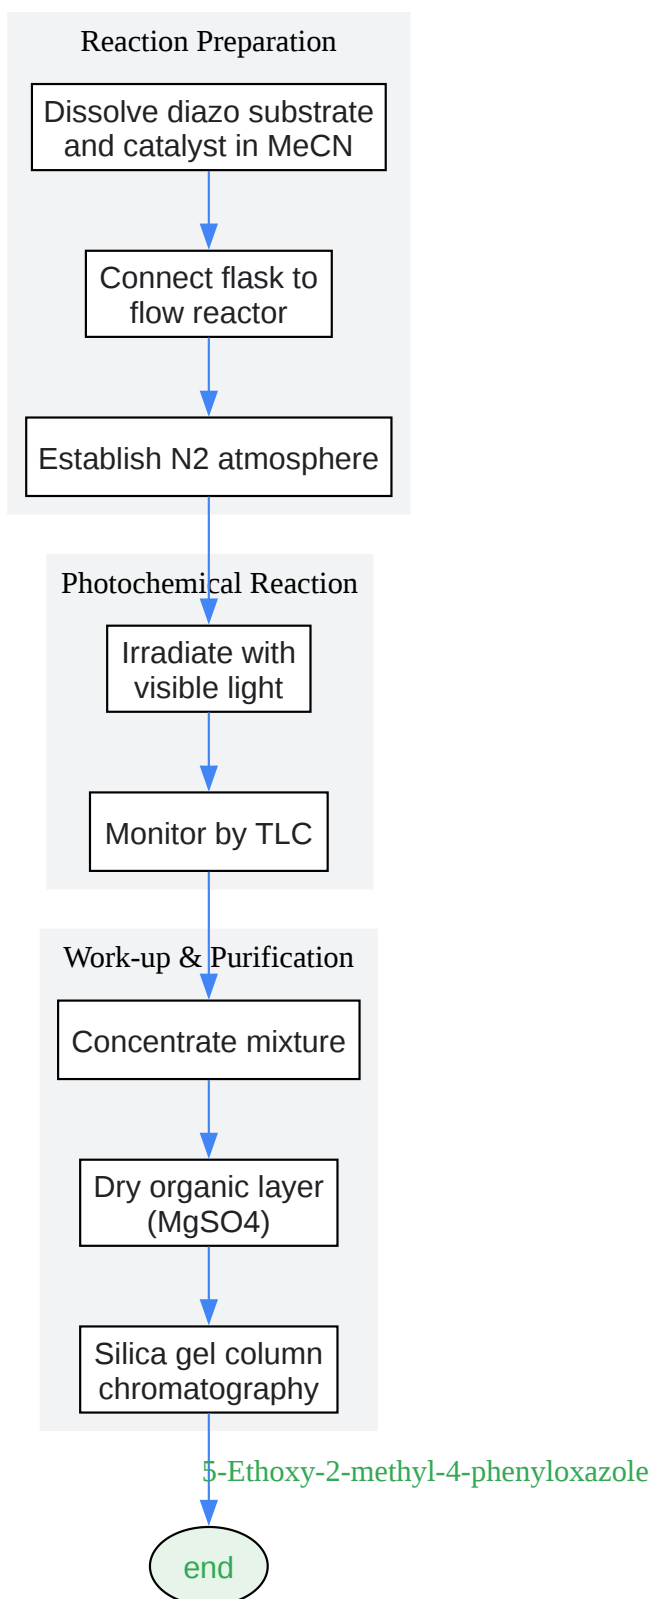 Reaction Preparation
Dissolve diazo substrate
and catalyst in MeCN
Connect flask to
flow reactor
Establish N2 atmosphere
Photochemical Reaction
Irradiate with
visible light
Monitor by TLC
Work-up & Purification
Concentrate mixture
Dry organic layer
(MgSO4)
Silica gel column
chromatography
5-Ethoxy-2-methyl-4-phenyloxazole
end